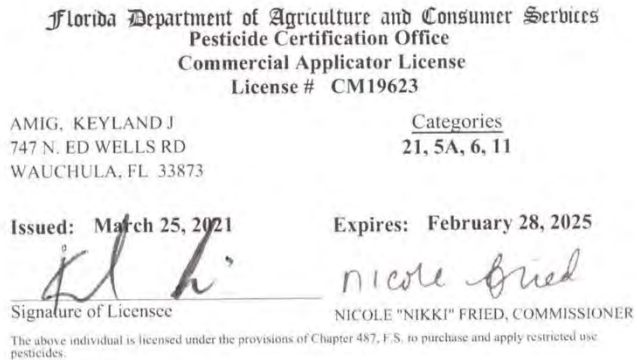 Florida Department of Agriculture and Consumer Services
Pesticide Certification Office
Commercial Applicator License
License # CM19623
AMIG, KEYLAND J
747 N. ED WELLS RD
WAUCHULA, FL 33873
Categories
21, 5A, 6, 11
Issued: March 25, 2021
Expires: February 28, 2025
Nicole Fried
Signature of Licensee
NICOLE "NIKKI" FRIED, COMMISSIONER
The above individual is licensed under the provisions of Chapter 487, F.S. to purchase and apply restricted use
pesticides.